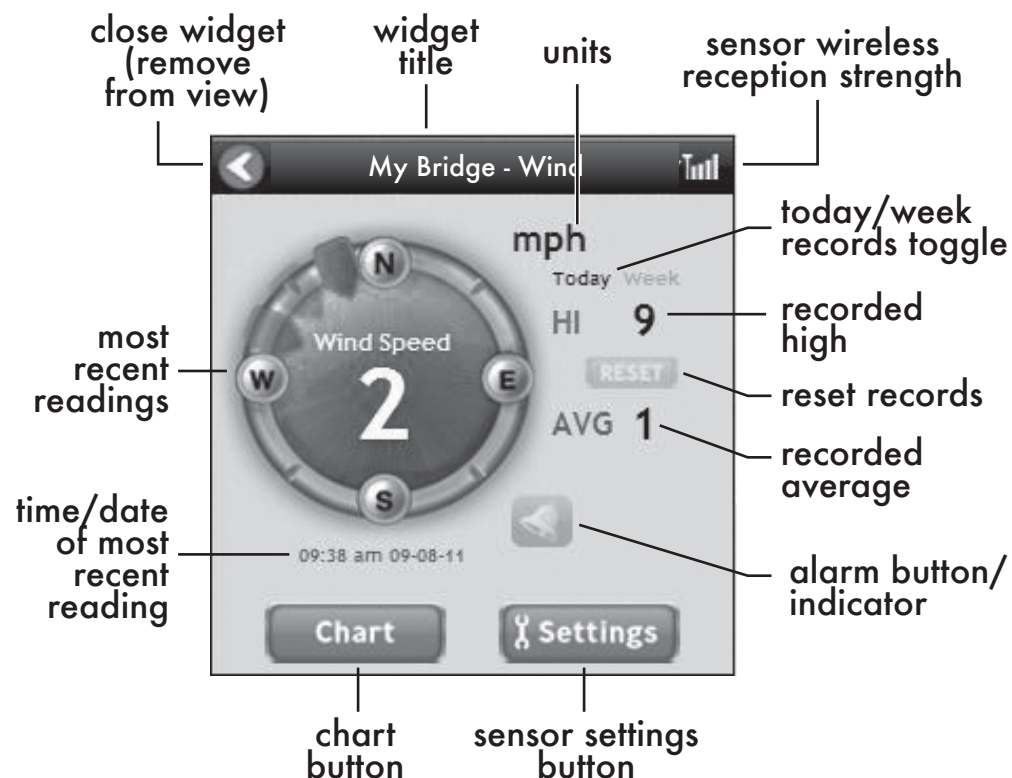 close widget
(remove
from view)
widget
title
units
sensor wireless
reception strength
My Bridge - Wind
mph
Today Week
today/week
records toggle
HI 9
recorded
high
N
W
E
S
Wind Speed
2
most
recent
readings
RESET
reset records
AVG 1
recorded
average
time/date
of most
recent
reading
09:38 am 09-08-11
alarm button/
indicator
Chart
Settings
chart
button
sensor settings
button